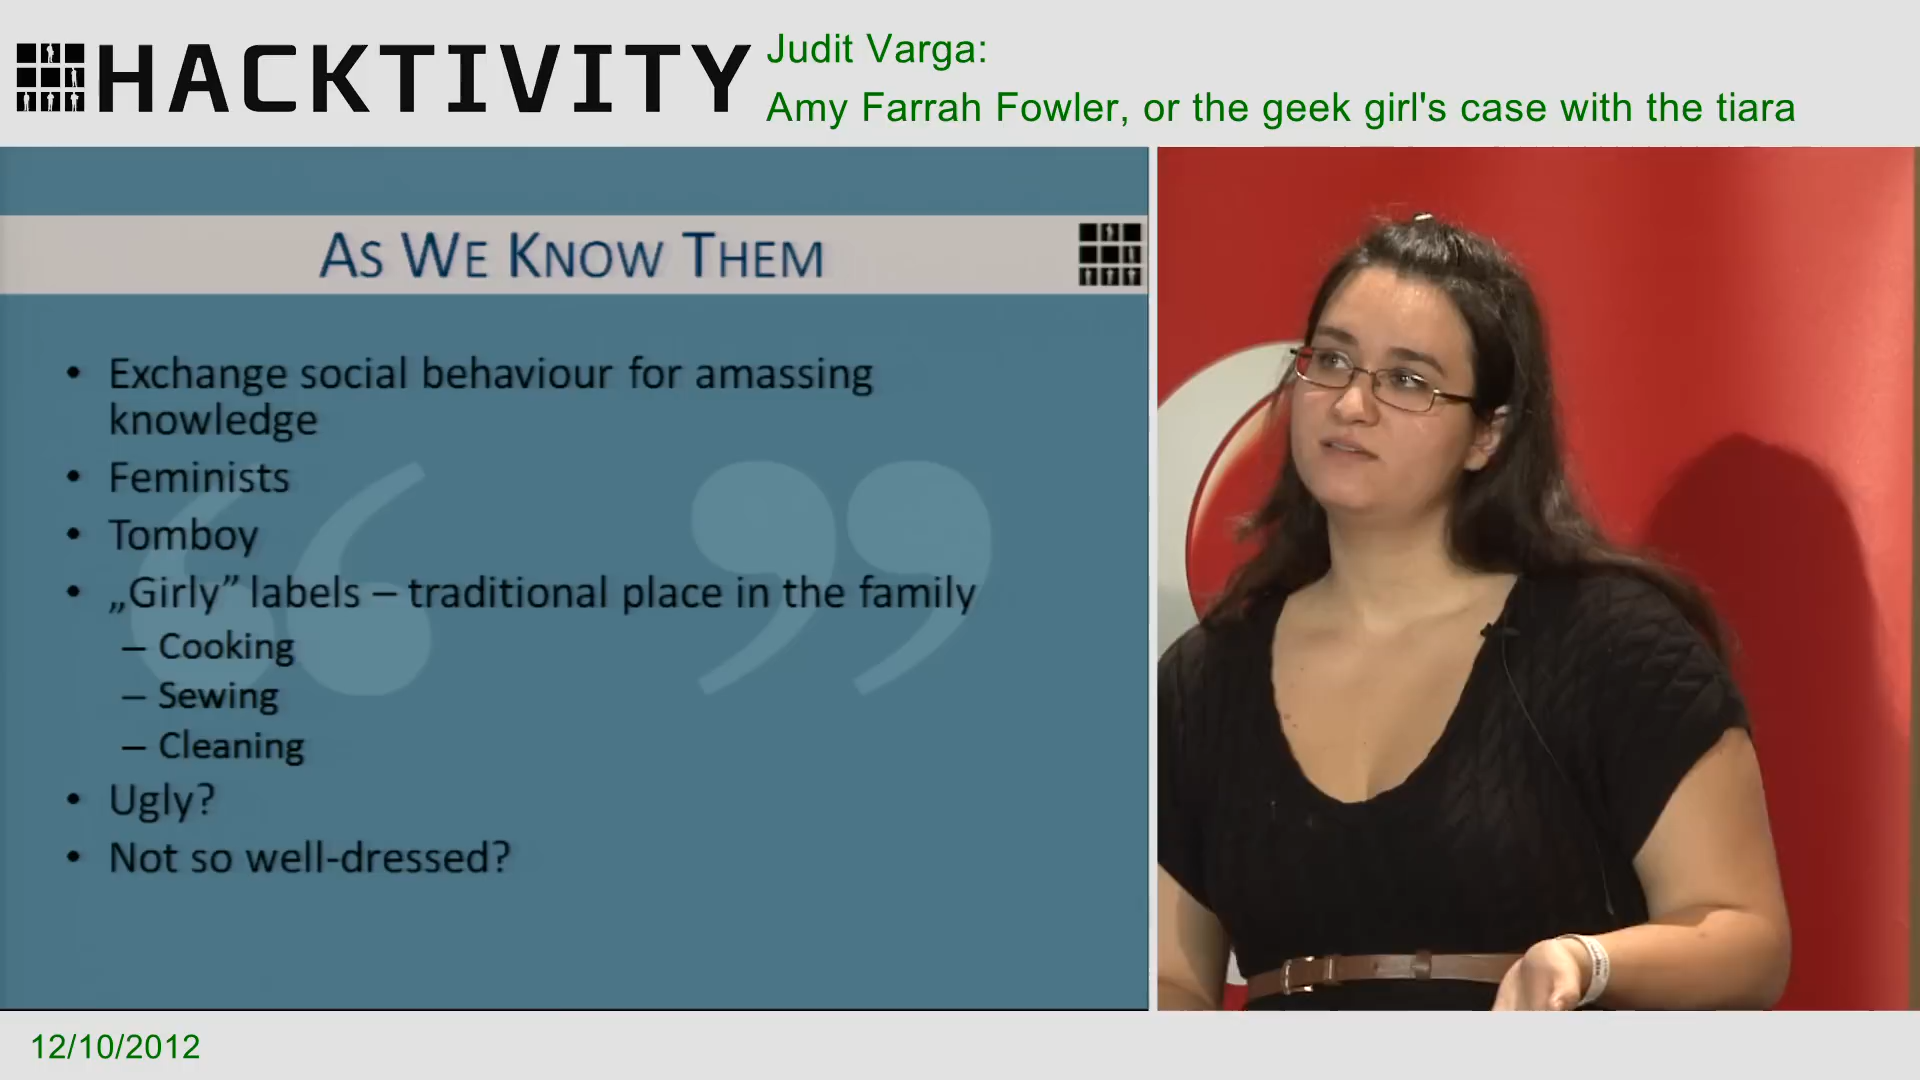 HACKTIVITY
Judit Varga:
Amy Farrah Fowler, or the geek girl's case with the tiara
AS WE KNOW THEM
• Exchange social behaviour for amassing
knowledge
• Feminists
• Tomboy
• „Girly” labels – traditional place in the family
– Cooking
– Sewing
– Cleaning
• Ugly?
• Not so well-dressed?
12/10/2012